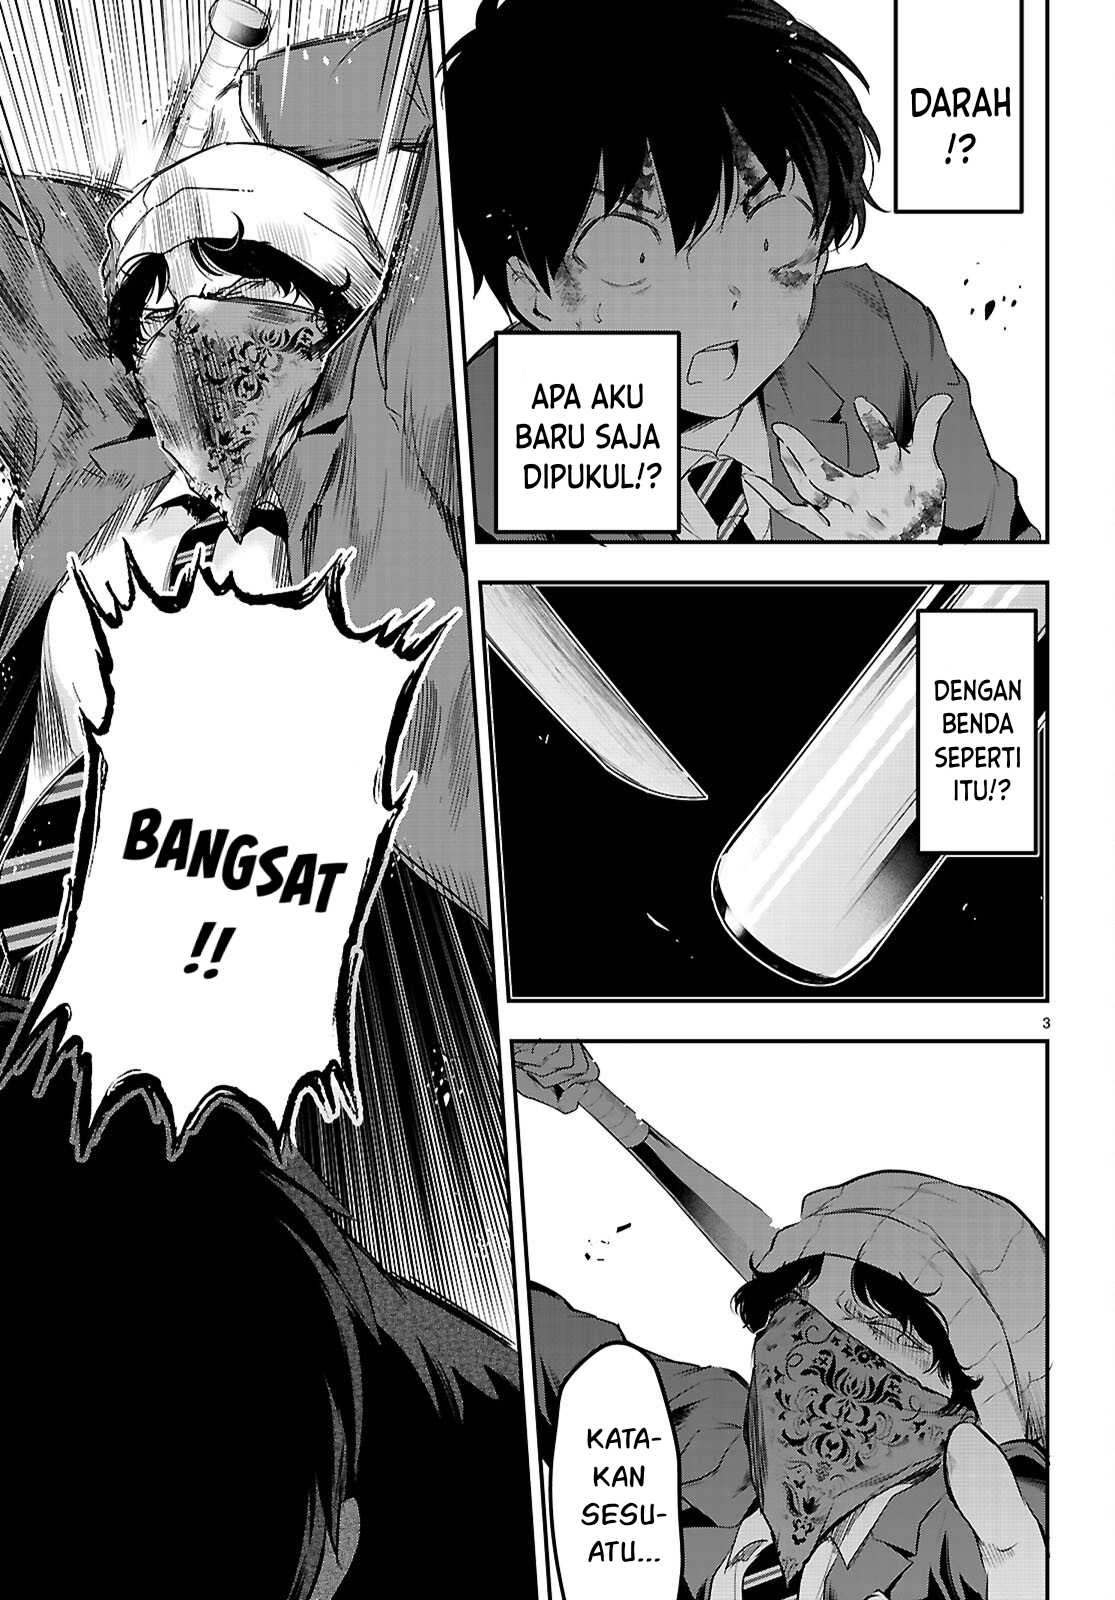 DARAH
!?
APA AKU
BARU SAJA
DIPUKUL!?
DENGAN
BENDA
SEPERTI
ITU!?
3
KATA-
KAN
SESU-
ATU...
BANGSAT
!!